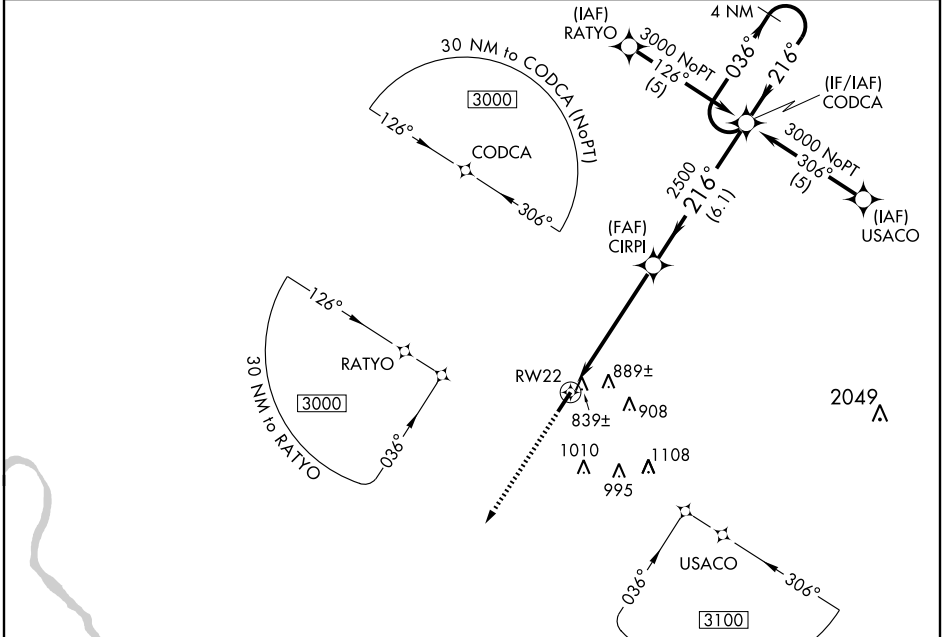 (IAF)
RATYO
3000 NoPT
126°
(5)
4 NM
036°
216°
(IF/IAF)
CODCA
3000 NoPT
306°
(5)
(IAF)
USACO
30 NM to CODCA (NoPT)
3000
126°
CODCA
306°
2500
216°
(6.1)
(FAF)
CIRPI
126°
RATYO
30 NM to RATYO
3000
036°
RW22
889±
839±
908
2049
1010
995
1108
USACO
036°
306°
3100